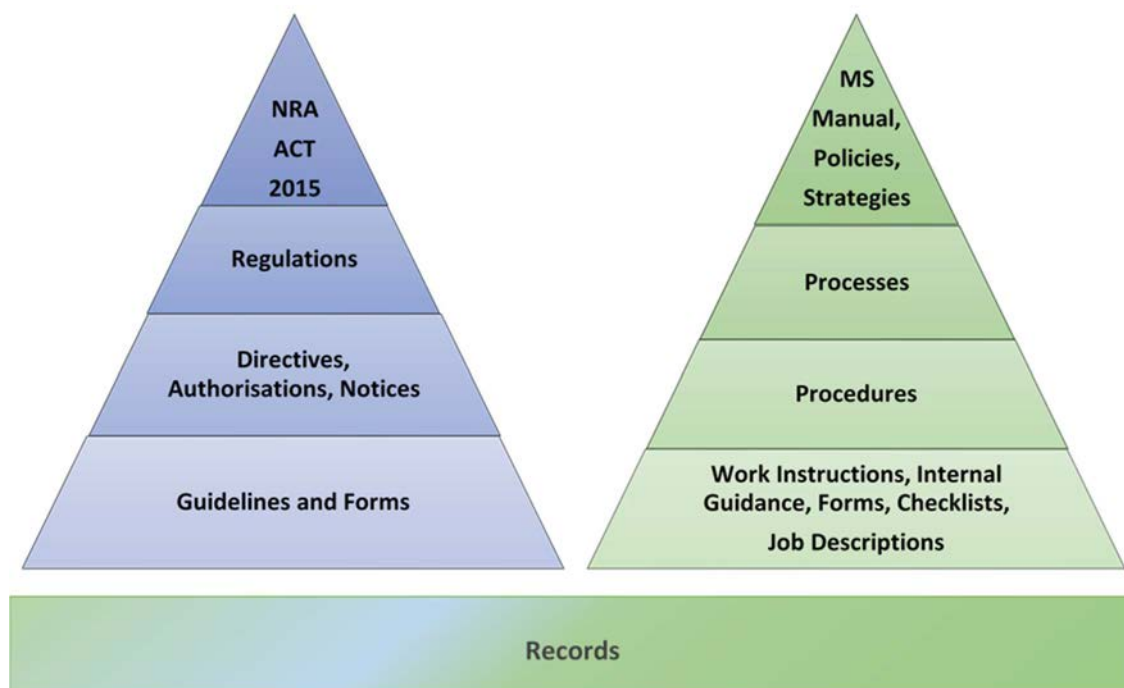 NRA
ACT
2015
Regulations
Directives,
Authorisations, Notices
Guidelines and Forms
MS
Manual,
Policies,
Strategies
Processes
Procedures
Work Instructions, Internal
Guidance, Forms, Checklists,
Job Descriptions
Records